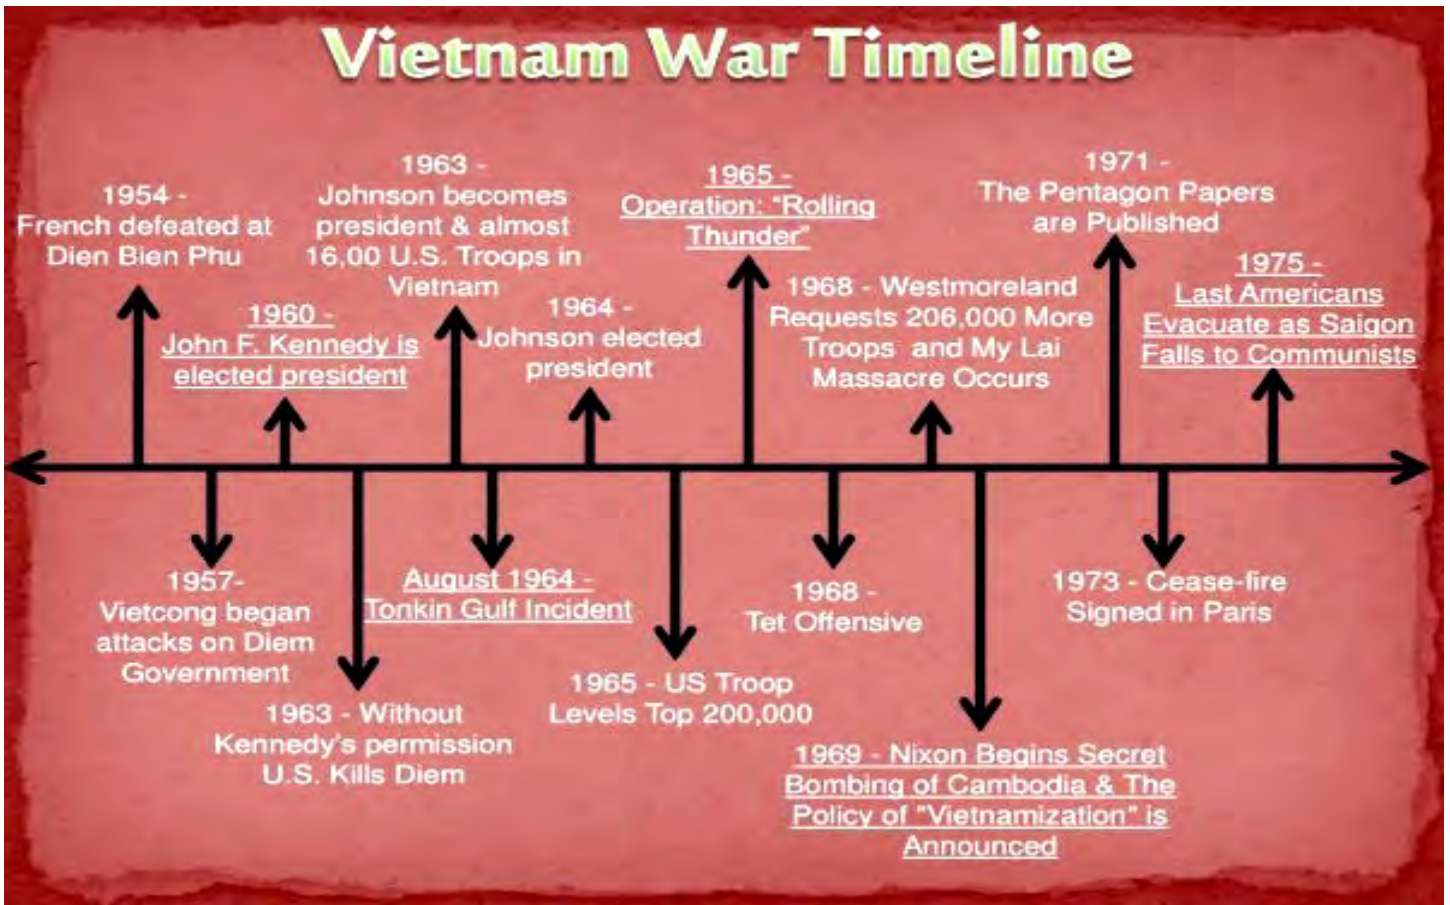 Vietnam War Timeline
1954 -
French defeated at
Dien Bien Phu
1957-
Vietcong began
attacks on Diem
Government
1960 -
John F. Kennedy is
elected president
1963 - Without
Kennedy's permission
U.S. Kills Diem
1963 -
Johnson becomes
president & almost
16,00 U.S. Troops in
Vietnam
August 1964 -
Tonkin Gulf Incident
1964 -
Johnson elected
president
1965 - US Troop
Levels Top 200,000
1965 -
Operation: "Rolling
Thunder"
1968 -
Tet Offensive
1968 - Westmoreland
Requests 206,000 More
Troops and My Lai
Massacre Occurs
1969 - Nixon Begins Secret
Bombing of Cambodia & The
Policy of "Vietnamization" is
Announced
1971 -
The Pentagon Papers
are Published
1973 - Cease-fire
Signed in Paris
1975 -
Last Americans
Evacuate as Saigon
Falls to Communists